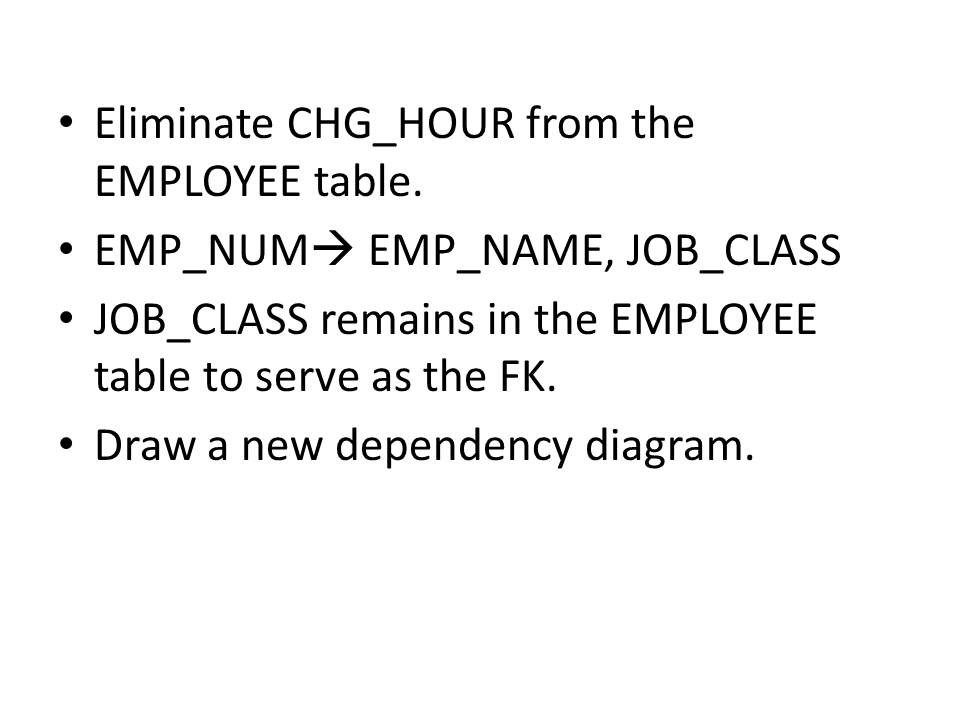 • Eliminate CHG_HOUR from the
EMPLOYEE table.
• EMP_NUM→ EMP_NAME, JOB_CLASS
• JOB_CLASS remains in the EMPLOYEE
table to serve as the FK.
• Draw a new dependency diagram.